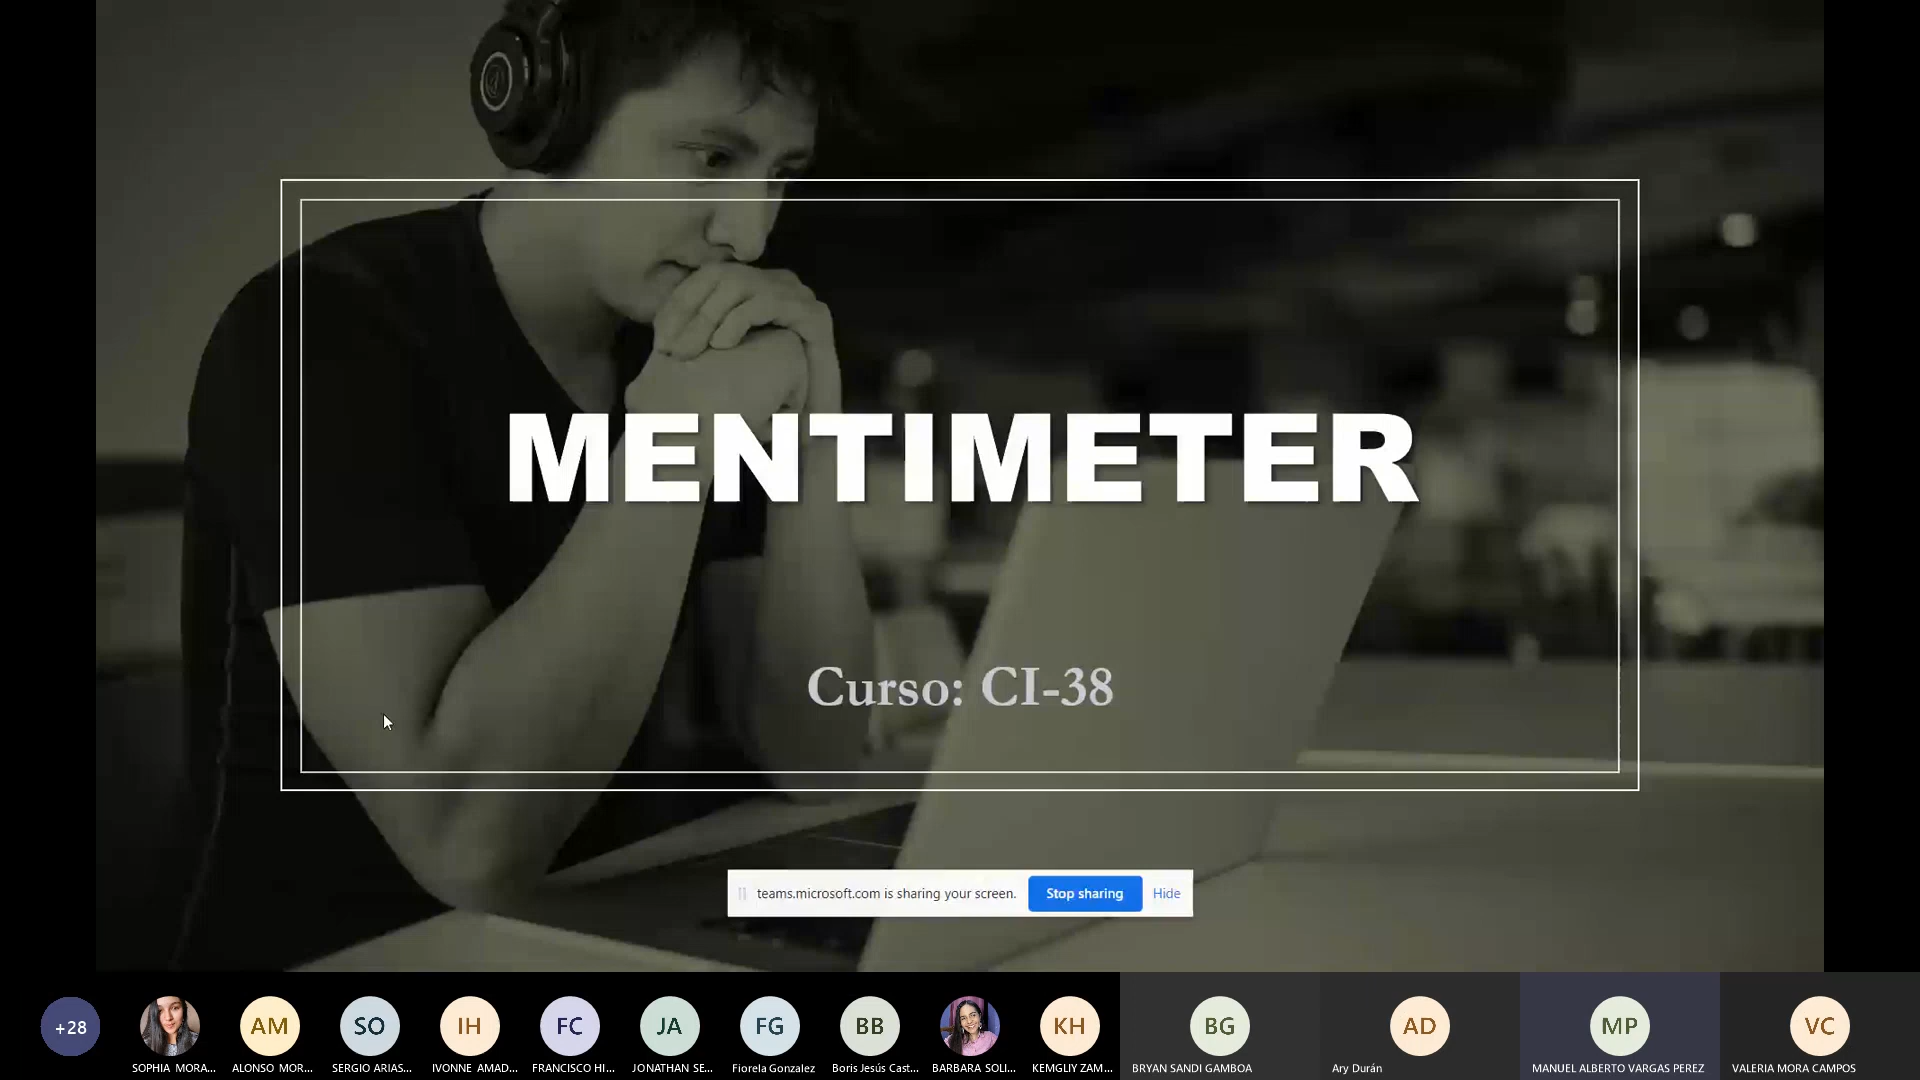 MENTIMETER
Curso: CI-38
teams.microsoft.com is sharing your screen. Stop sharing Hide
+28 AM SO IH FC JA FG BB KH BG AD MP VC
SOPHIA MORA... ALONSO MOR... SERGIO ARIAS... IVONNE AMAD... FRANCISCO HI... JONATHAN SE... Fiorela Gonzalez Boris Jesús Cast... BARBARA SOLI... KEMGLIY ZAM... BRYAN SANDI GAMBOA Ary Durán MANUEL ALBERTO VARGAS PEREZ VALERIA MORA CAMPOS